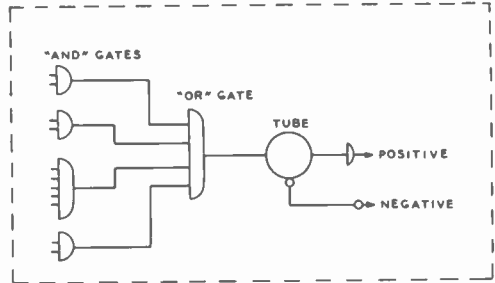 "AND" GATES
"OR" GATE
TUBE
POSITIVE
NEGATIVE